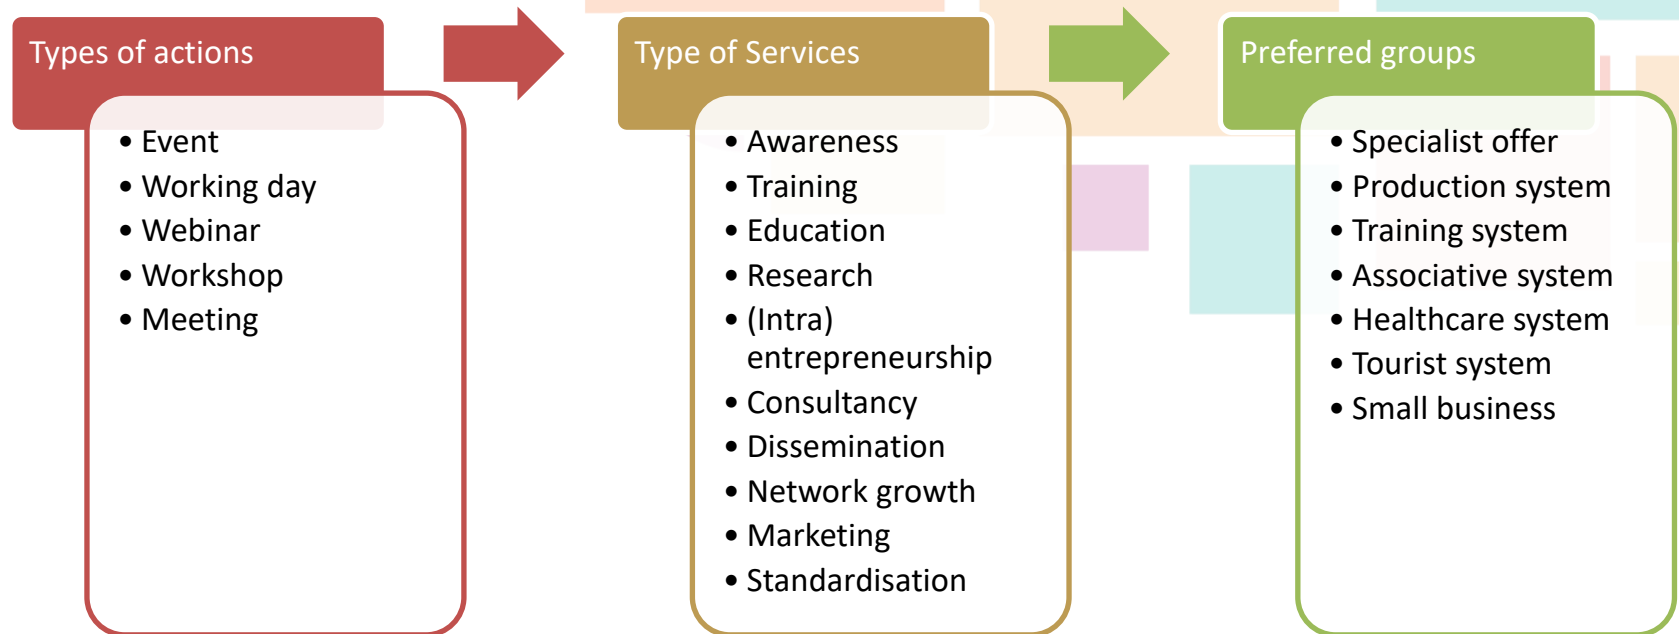 Types of actions
• Event
• Working day
• Webinar
• Workshop
• Meeting
Type of Services
• Awareness
• Training
• Education
• Research
• (Intra)
entrepreneurship
• Consultancy
• Dissemination
• Network growth
• Marketing
• Standardisation
Preferred groups
• Specialist offer
• Production system
• Training system
• Associative system
• Healthcare system
• Tourist system
• Small business